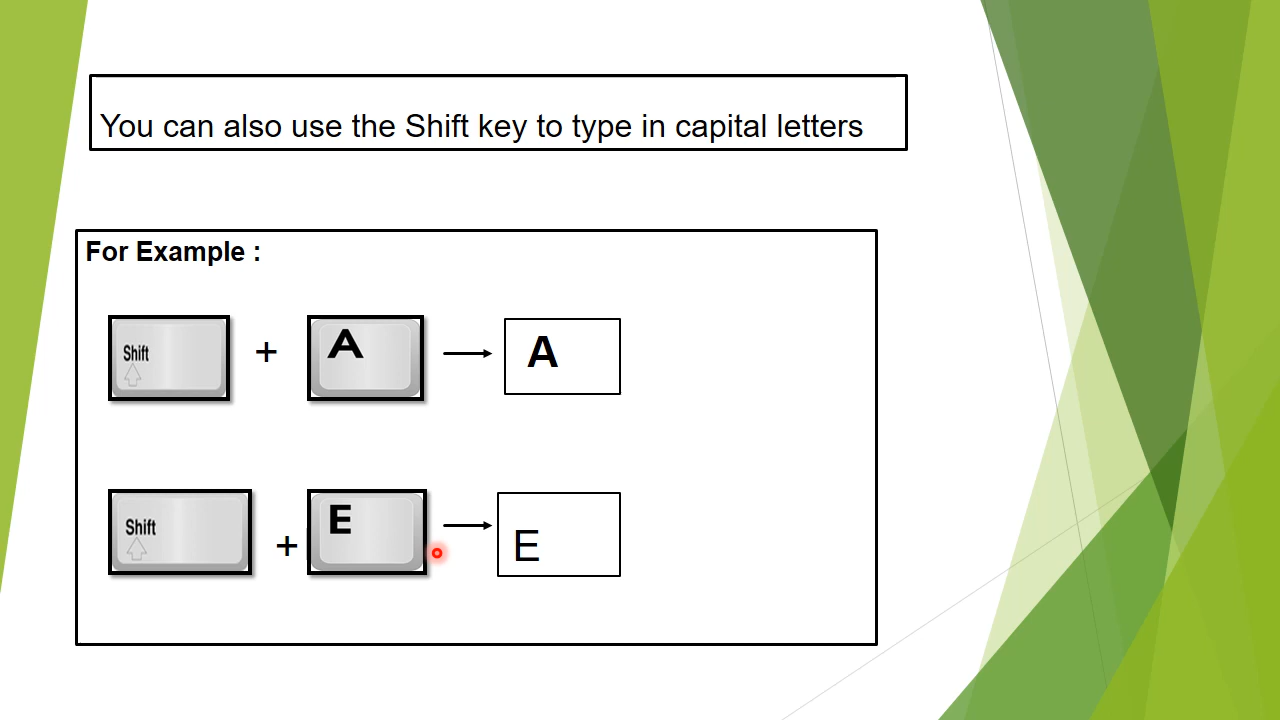 You can also use the Shift key to type in capital letters
For Example :
Shift + A A
Shift + E E